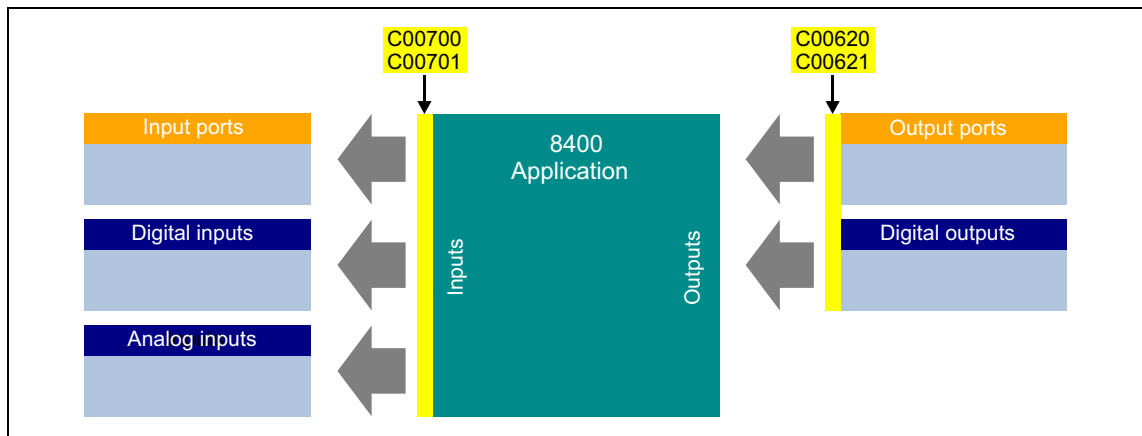 C00700
C00701
C00620
C00621
Input ports
8400
Application
Output ports
Digital inputs
Inputs
Outputs
Digital outputs
Analog inputs